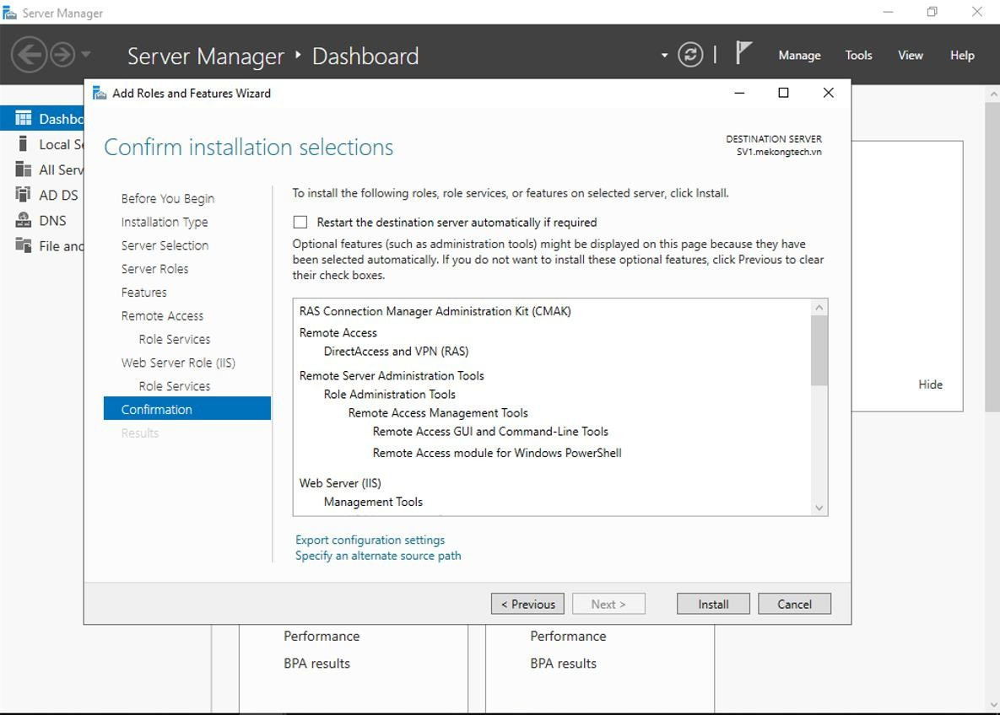 Server Manager
Server Manager ‣ Dashboard
Manage
Tools
View
Help
Add Roles and Features Wizard
Dashbo
Local Se
All Serv
AD DS
DNS
File and
Confirm installation selections
DESTINATION SERVER
SV1.mekongtech.vn
Before You Begin
Installation Type
Server Selection
Server Roles
Features
Remote Access
Role Services
Web Server Role (IIS)
Role Services
Confirmation
Results
To install the following roles, role services, or features on selected server, click Install.
Restart the destination server automatically if required
Optional features (such as administration tools) might be displayed on this page because they have
been selected automatically. If you do not want to install these optional features, click Previous to clear
their check boxes.
RAS Connection Manager Administration Kit (CMAK)
Remote Access
DirectAccess and VPN (RAS)
Remote Server Administration Tools
Role Administration Tools
Remote Access Management Tools
Remote Access GUI and Command-Line Tools
Remote Access module for Windows PowerShell
Web Server (IIS)
Management Tools
Export configuration settings
Specify an alternate source path
< Previous
Next >
Install
Cancel
Hide
Performance
BPA results
Performance
BPA results